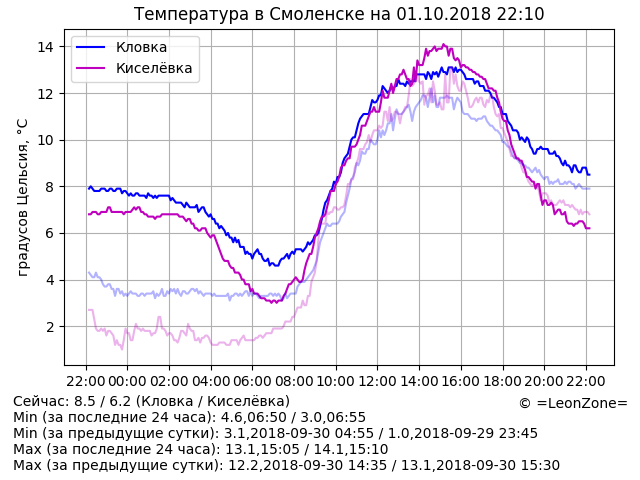 Температура в Смоленске на 01.10.2018 22:10
Кловка
Киселёвка
градусов Цельсия, °C
14
12
10
8
6
4
2
22:00 00:00 02:00 04:00 06:00 08:00 10:00 12:00 14:00 16:00 18:00 20:00 22:00
Сейчас: 8.5 / 6.2 (Кловка / Киселёвка)
© =LeonZone=
Min (за последние 24 часа): 4.6,06:50 / 3.0,06:55
Min (за предыдущие сутки): 3.1,2018-09-30 04:55 / 1.0,2018-09-29 23:45
Max (за последние 24 часа): 13.1,15:05 / 14.1,15:10
Max (за предыдущие сутки): 12.2,2018-09-30 14:35 / 13.1,2018-09-30 15:30